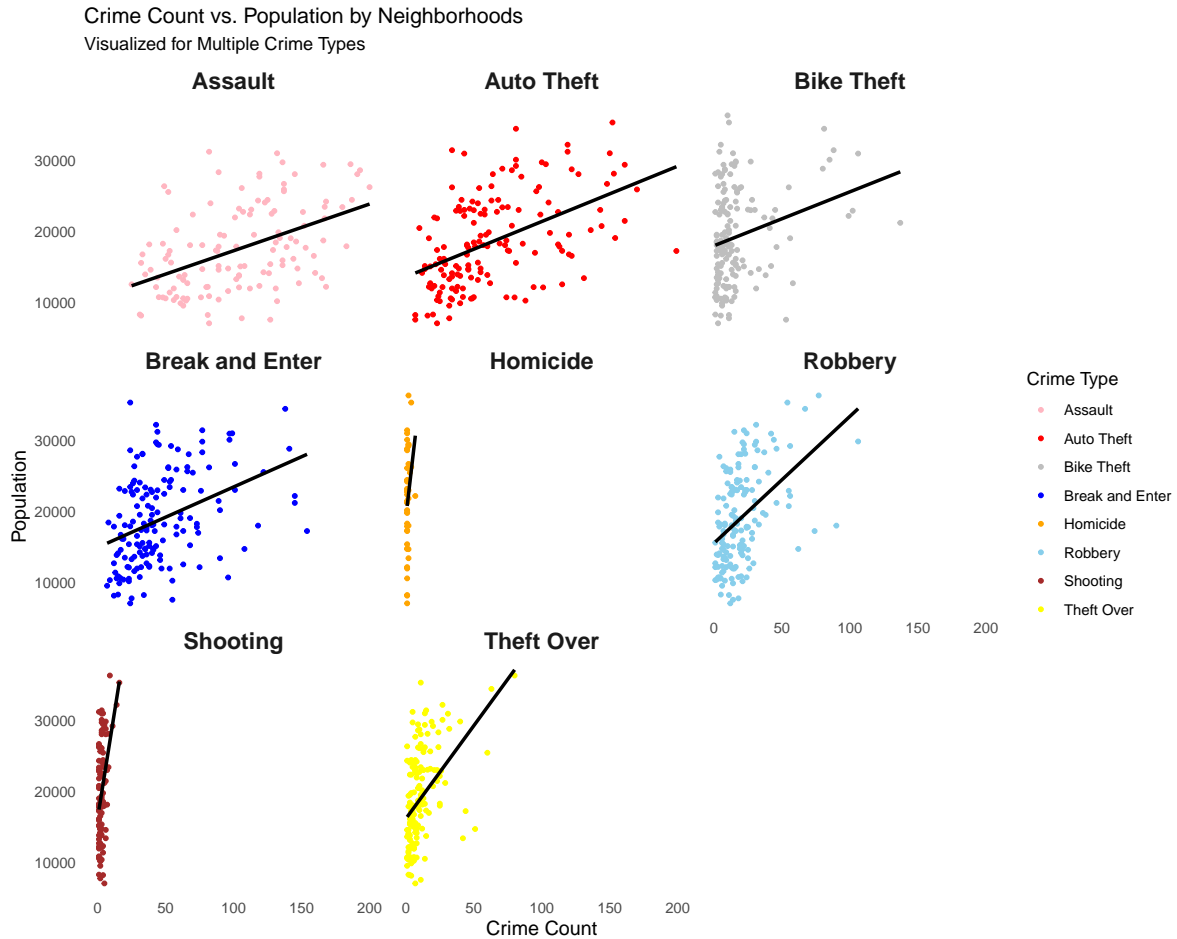 Crime Count vs. Population by Neighborhoods
Visualized for Multiple Crime Types
Assault
Auto Theft
Bike Theft
30000
20000
10000
Break and Enter
Homicide
Robbery
30000
20000
10000
0 50 100 150 200
Shooting
Theft Over
30000
20000
10000
0 50 100 150 200
0 50 100 150 200
Crime Count
Population
Crime Type
Assault
Auto Theft
Bike Theft
Break and Enter
Homicide
Robbery
Shooting
Theft Over